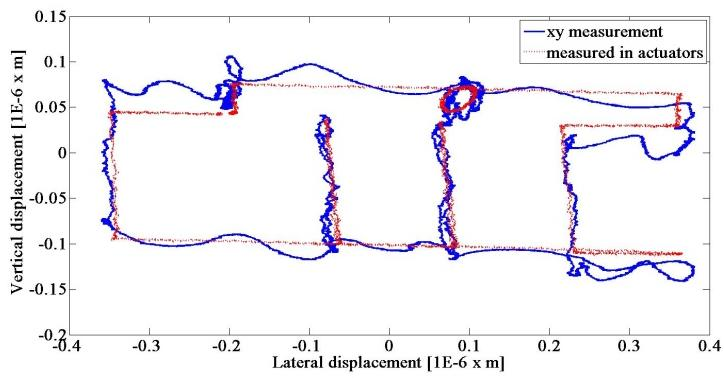 0.15
0.1
0.05
0
-0.05
-0.1
-0.15
-0.2
Vertical displacement [1E-6 x m]
xy measurement
measured in actuators
-0.4 -0.3 -0.2 -0.1 0 0.1 0.2 0.3 0.4
Lateral displacement [1E-6 x m]